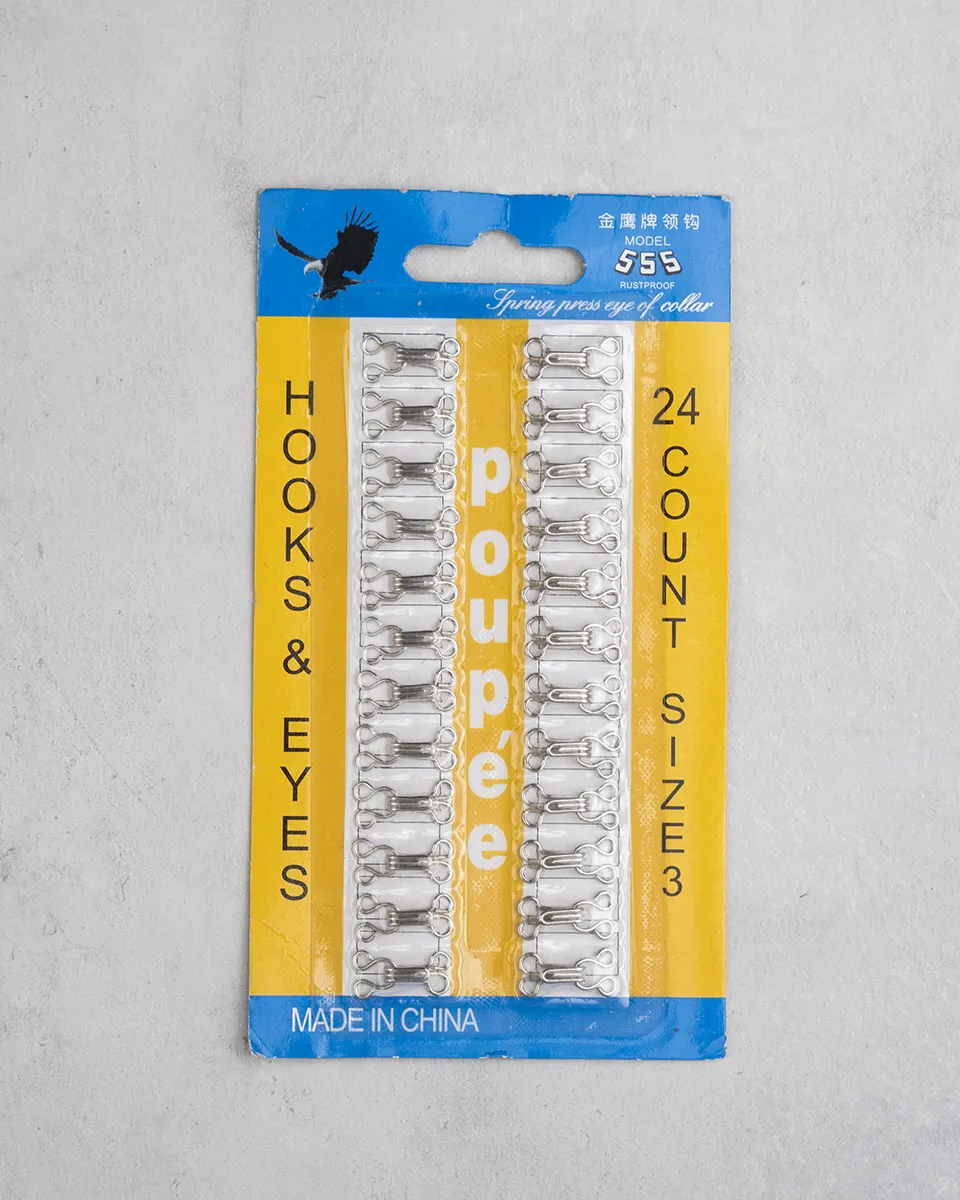 金鹰牌领钩
MODEL
555
RUSTPROOF
Spring press eye of collar
HOOKS & EYES
poupée
24 COUNT SIZE 3
MADE IN CHINA